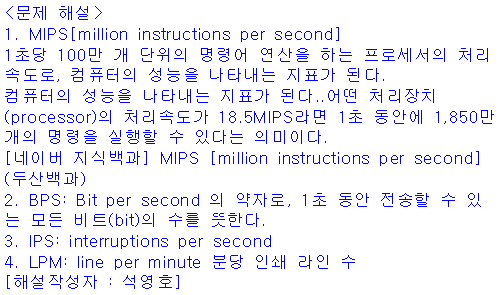 <문제 해설>
1. MIPS[million instructions per second]
1초당 100만 개 단위의 명령어 연산을 하는 프로세서의 처리
속도로, 컴퓨터의 성능을 나타내는 지표가 된다.
컴퓨터의 성능을 나타내는 지표가 된다..어떤 처리장치
(processor)의 처리속도가 18.5MIPS라면 1초 동안에 1,850만
개의 명령을 실행할 수 있다는 의미이다.
[네이버 지식백과] MIPS [million instructions per second]
(두산백과)
2. BPS: Bit per second 의 약자로, 1초 동안 전송할 수 있
는 모든 비트(bit)의 수를 뜻한다.
3. IPS: interruptions per second
4. LPM: line per minute 분당 인쇄 라인 수
[해설작성자 : 석영호]